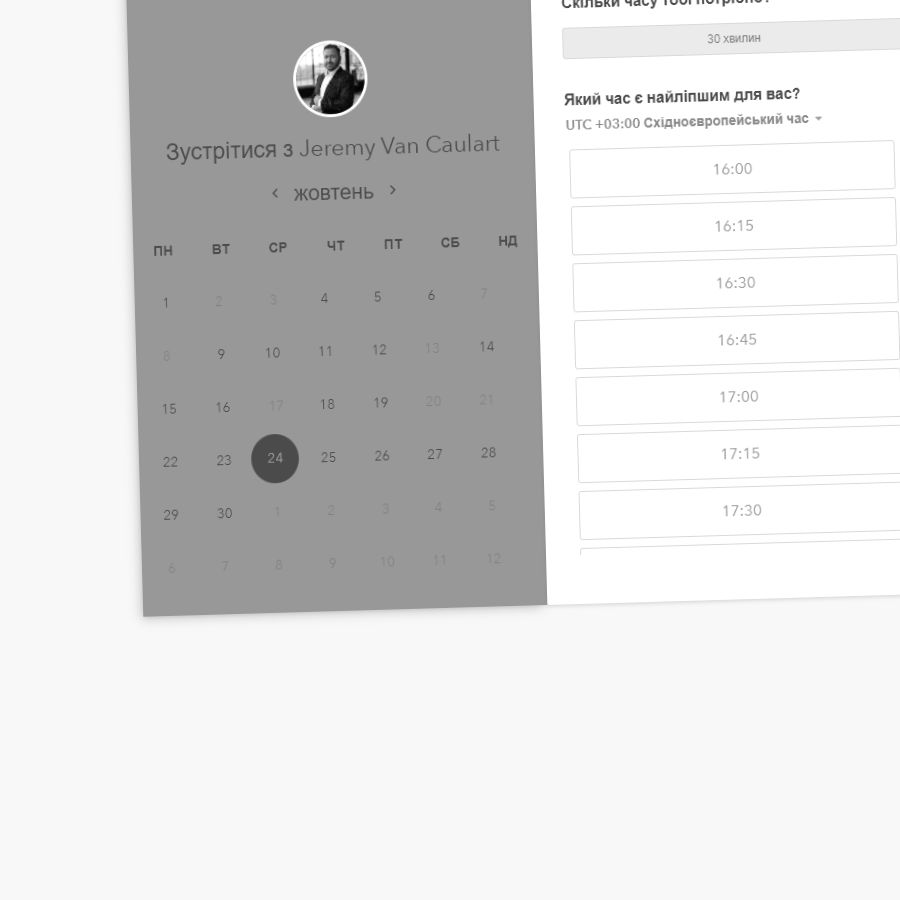 Зустрітися з Jeremy Van Caulart
жовтень
ПН ВТ СР ЧТ ПТ СБ НД
1 2 3 4 5 6 7
8 9 10 11 12 13 14
15 16 17 18 19 20 21
22 23 24 25 26 27 28
29 30 1 2 3 4 5
6 7 8 9 10 11 12
Скільки часу тобі потрібно?
30 хвилин
Який час є найліпшим для вас?
UTC +03:00 Східноєвропейський час
16:00
16:15
16:30
16:45
17:00
17:15
17:30